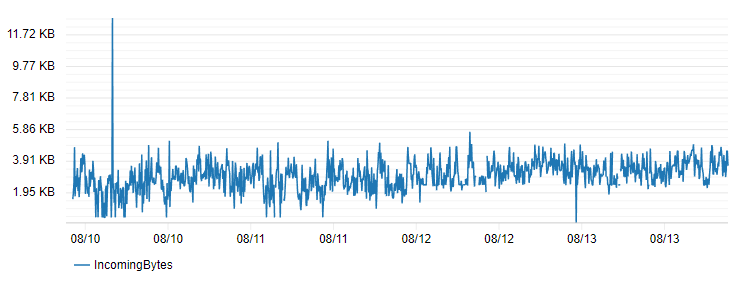 11.72 KB
9.77 KB
7.81 KB
5.86 KB
3.91 KB
1.95 KB
08/10 08/10 08/11 08/11 08/12 08/12 08/13 08/13
IncomingBytes